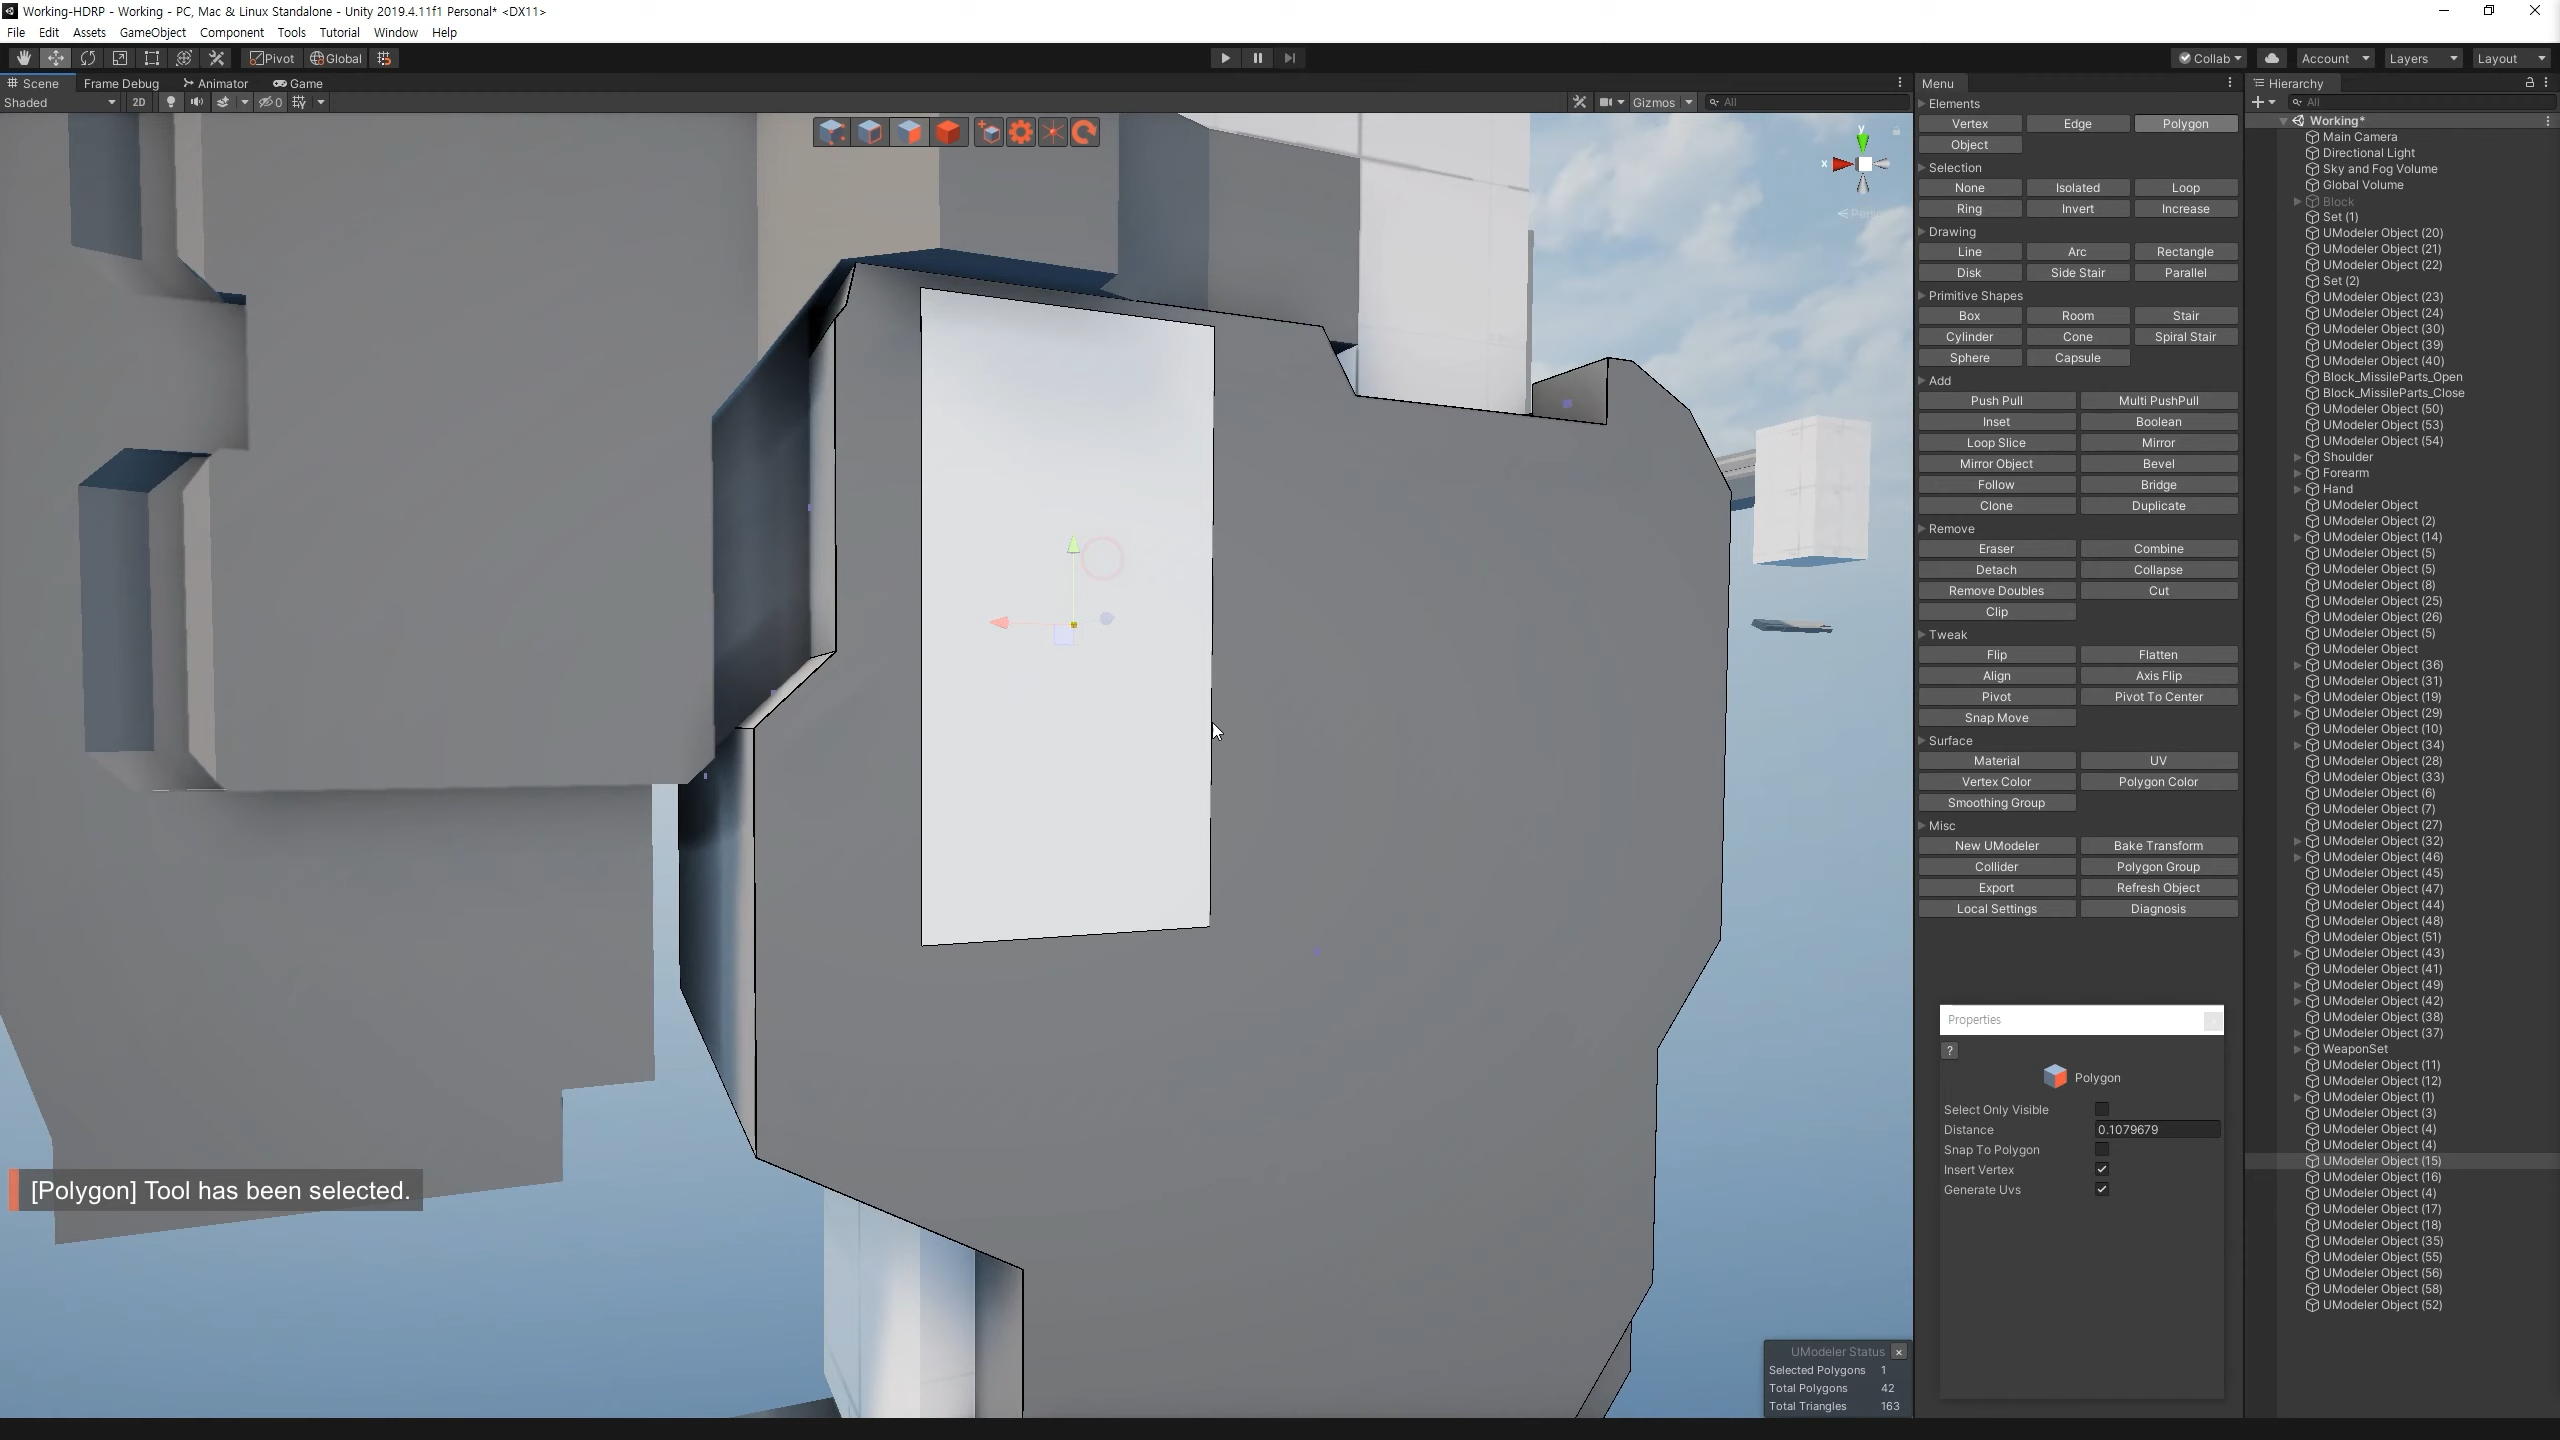 Working-HDRP - Working - PC, Mac & Linux Standalone - Unity 2019.4.11f1 Personal* <DX11>
File Edit Assets GameObject Component Tools Tutorial Window Help
Pivot Global Collab Account Layers Layout
Scene Frame Debug Animator Game
Shaded 2D 0 Gizmos All
y
x
[Polygon] Tool has been selected.
UModeler Status
Selected Polygons 1
Total Polygons 42
Total Triangles 163
Menu
Elements
Vertex Edge Polygon
Object
Selection
None Isolated Loop
Ring Invert Increase
Drawing
Line Arc Rectangle
Disk Side Stair Parallel
Primitive Shapes
Box Room Stair
Cylinder Cone Spiral Stair
Sphere Capsule
Add
Push Pull Multi PushPull
Inset Boolean
Loop Slice Mirror
Mirror Object Bevel
Follow Bridge
Clone Duplicate
Remove
Eraser Combine
Detach Collapse
Remove Doubles Cut
Clip
Tweak
Flip Flatten
Align Axis Flip
Pivot Pivot To Center
Snap Move
Surface
Material UV
Vertex Color Polygon Color
Smoothing Group
Misc
New UModeler Bake Transform
Collider Polygon Group
Export Refresh Object
Local Settings Diagnosis
Properties
?
Polygon
Select Only Visible
Distance 0.1079679
Snap To Polygon
Insert Vertex
Generate Uvs
Hierarchy
All
Working*
Main Camera
Directional Light
Sky and Fog Volume
Global Volume
Block
Set (1)
UModeler Object (20)
UModeler Object (21)
UModeler Object (22)
Set (2)
UModeler Object (23)
UModeler Object (24)
UModeler Object (30)
UModeler Object (39)
UModeler Object (40)
Block_MissileParts_Open
Block_MissileParts_Close
UModeler Object (50)
UModeler Object (53)
UModeler Object (54)
Shoulder
Forearm
Hand
UModeler Object
UModeler Object (2)
UModeler Object (14)
UModeler Object (5)
UModeler Object (5)
UModeler Object (8)
UModeler Object (25)
UModeler Object (26)
UModeler Object (5)
UModeler Object
UModeler Object (36)
UModeler Object (31)
UModeler Object (19)
UModeler Object (29)
UModeler Object (10)
UModeler Object (34)
UModeler Object (28)
UModeler Object (33)
UModeler Object (6)
UModeler Object (7)
UModeler Object (27)
UModeler Object (32)
UModeler Object (46)
UModeler Object (45)
UModeler Object (47)
UModeler Object (44)
UModeler Object (48)
UModeler Object (51)
UModeler Object (43)
UModeler Object (41)
UModeler Object (49)
UModeler Object (42)
UModeler Object (38)
UModeler Object (37)
WeaponSet
UModeler Object (11)
UModeler Object (12)
UModeler Object (1)
UModeler Object (3)
UModeler Object (4)
UModeler Object (4)
UModeler Object (15)
UModeler Object (16)
UModeler Object (4)
UModeler Object (17)
UModeler Object (18)
UModeler Object (35)
UModeler Object (55)
UModeler Object (56)
UModeler Object (58)
UModeler Object (52)